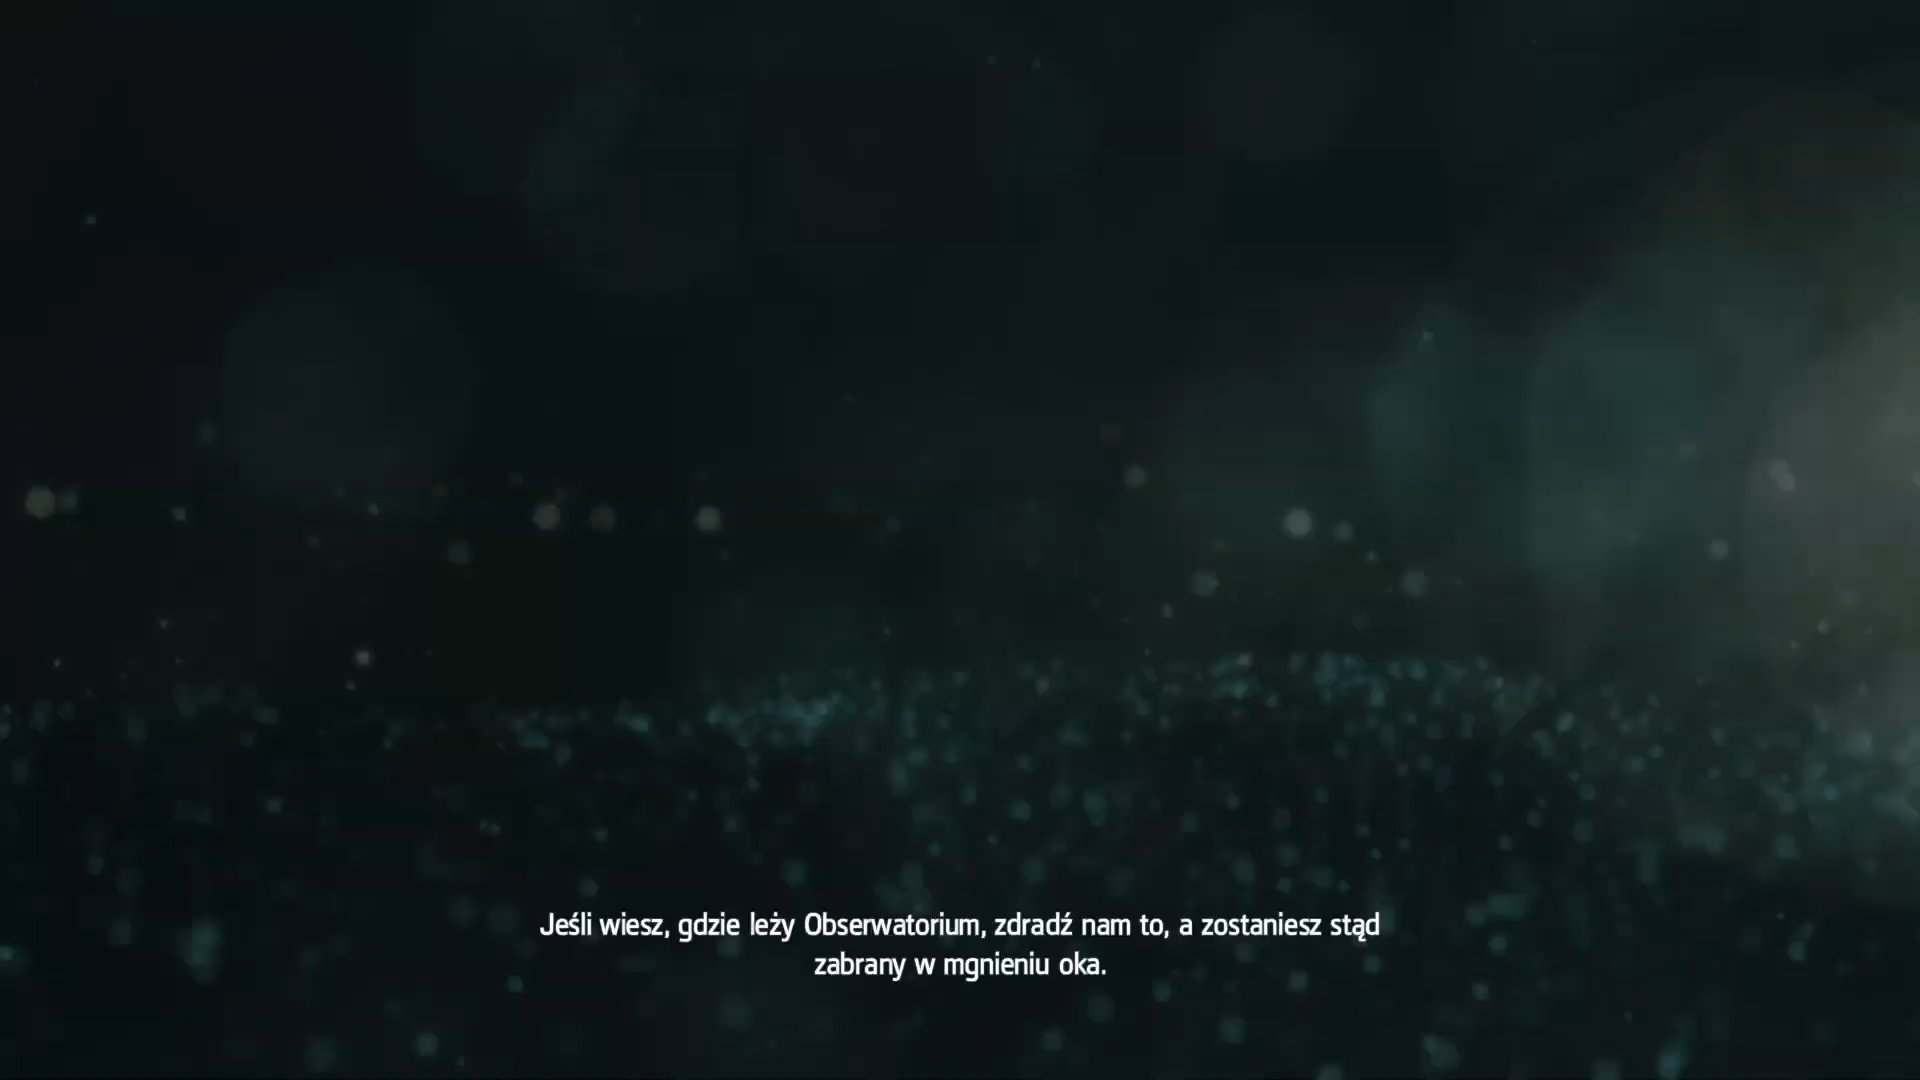 Jeśli wiesz, gdzie leży Obserwatorium, zdradź nam to, a zostaniesz stąd
zabrany w mgnieniu oka.